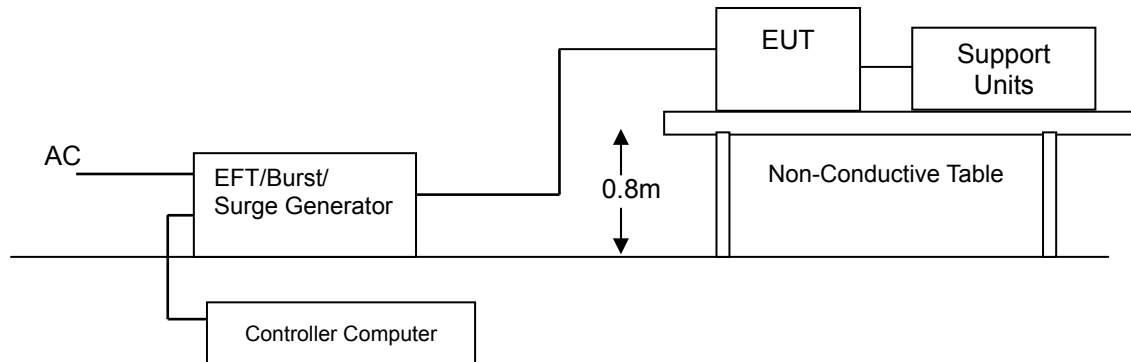 EUT
Support
Units
AC
EFT/Burst/
Surge Generator
0.8m
Non-Conductive Table
Controller Computer